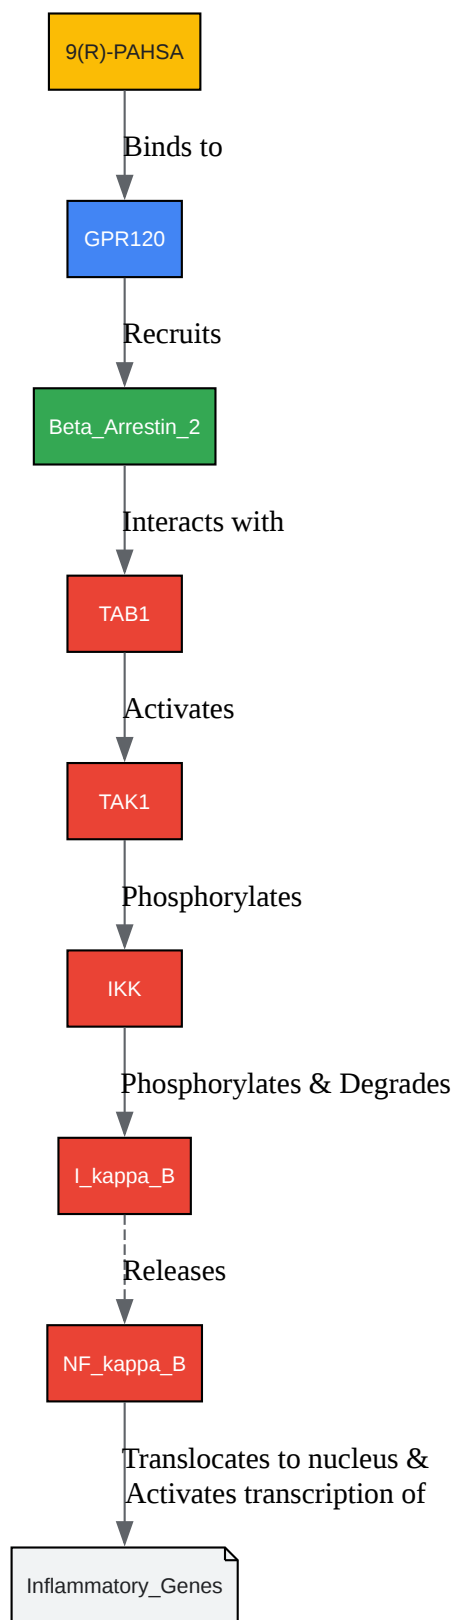 9(R)-PAHSA
Binds to
GPR120
Recruits
Beta_Arrestin_2
Interacts with
TAB1
Activates
TAK1
Phosphorylates
IKK
Phosphorylates & Degrades
I_kappa_B
Releases
NF_kappa_B
Translocates to nucleus &
Activates transcription of
Inflammatory_Genes